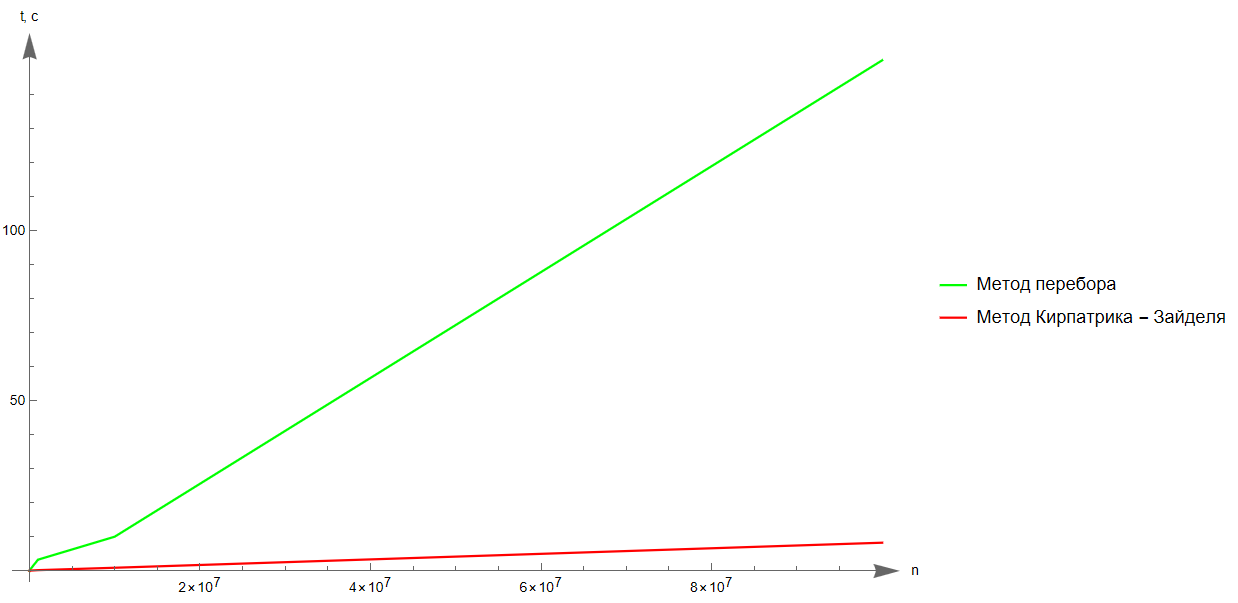 t, c
100
50
2×10⁷
4×10⁷
6×10⁷
8×10⁷
n
Метод перебора
Метод Кирпатрика – Зайделя